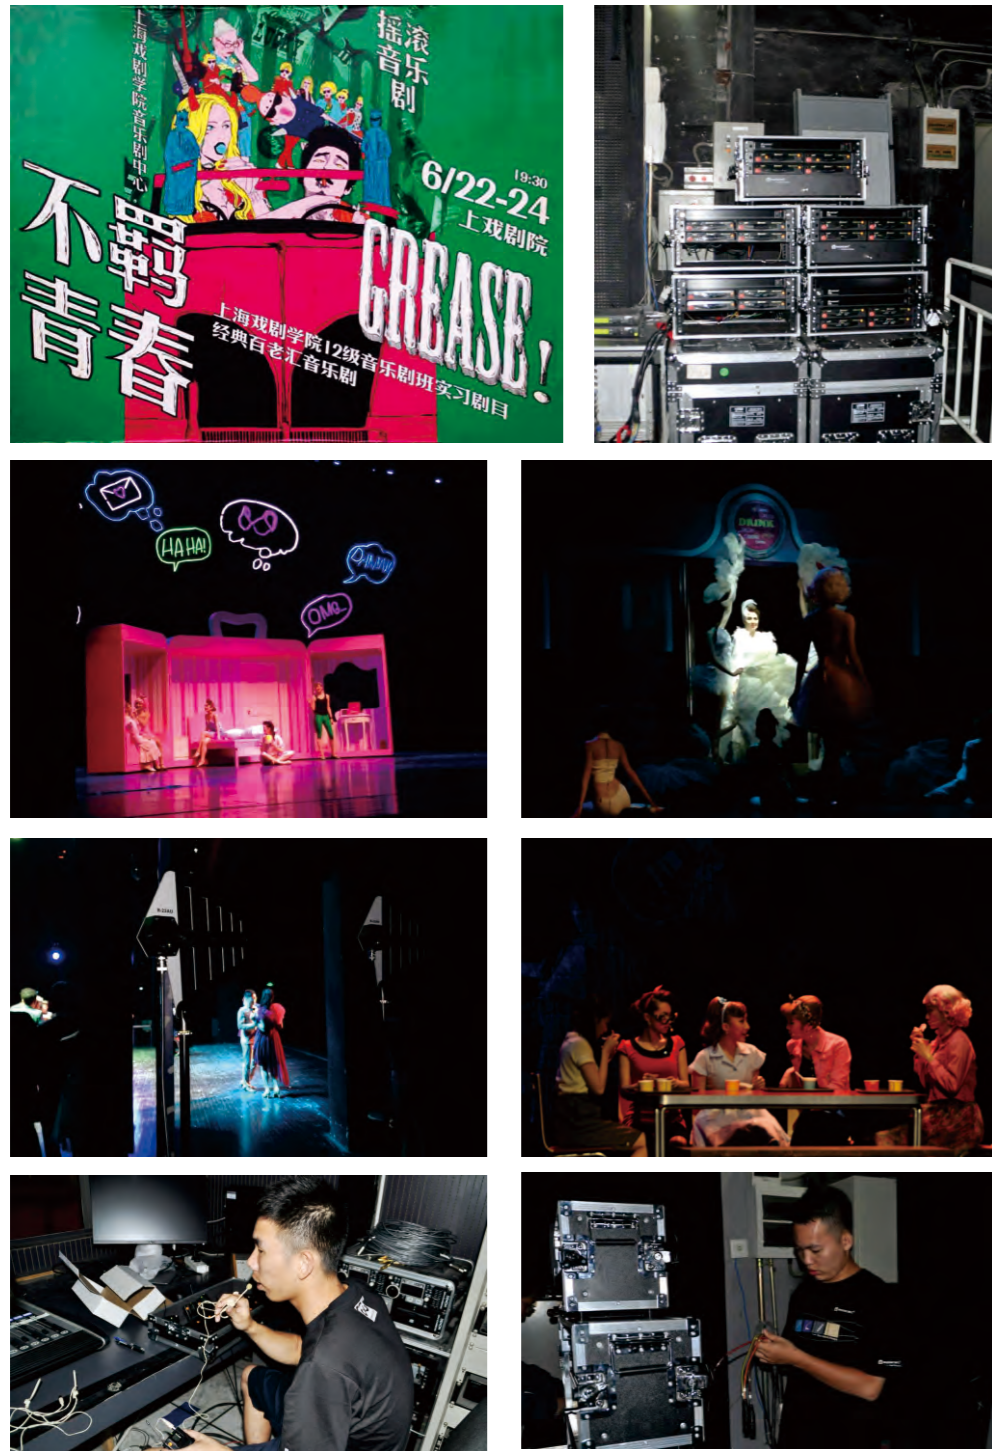 上海戏剧学院音乐剧中心
摇滚
音乐
剧
19:30
6/22-24
上戏剧院
不羁
青春
GREASE!
上海戏剧学院12级音乐剧班实习剧目
经典百老汇音乐剧
HAHA!
OMG
DRINK